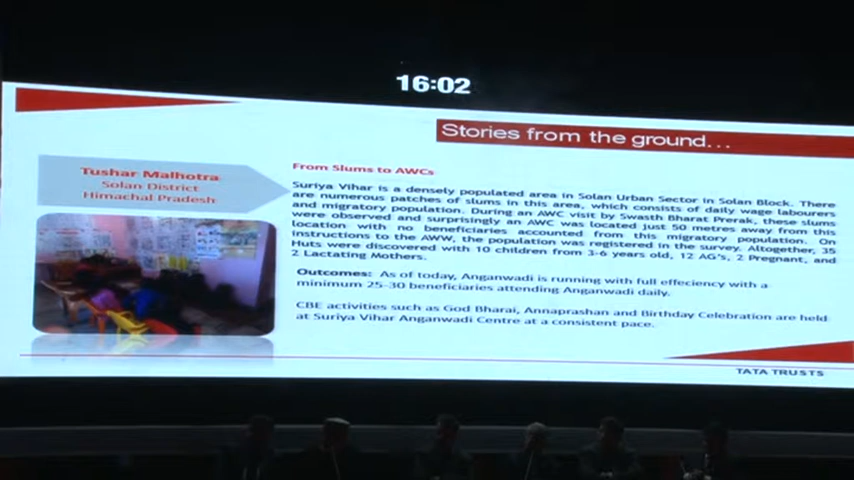 16:02
Stories from the ground...
Tushar Malhotra
Solan District
Himachal Pradesh
From Slums to AWCs
Suriya Vihar is a densely populated area in Solan Urban Sector in Solan Block. There
are numerous patches of slums in this area, which consists of daily wage labourers
and migratory population. During an AWC visit by Swasth Bharat Prerak, these slums
were observed and surprisingly an AWC was located just 50 metres away from this
location with no beneficiaries accounted from this migratory population. On
instructions to the AWW, the population was registered in the survey. Altogether, 35
Huts were discovered with 10 children from 3-6 years old, 12 AG's, 2 Pregnant, and
2 Lactating Mothers.
Outcomes: As of today, Anganwadi is running with full effeciency with a
minimum 25-30 beneficiaries attending Anganwadi daily.
CBE activities such as God Bharai, Annaprashan and Birthday Celebration are held
at Suriya Vihar Anganwadi Centre at a consistent pace.
TATA TRUSTS